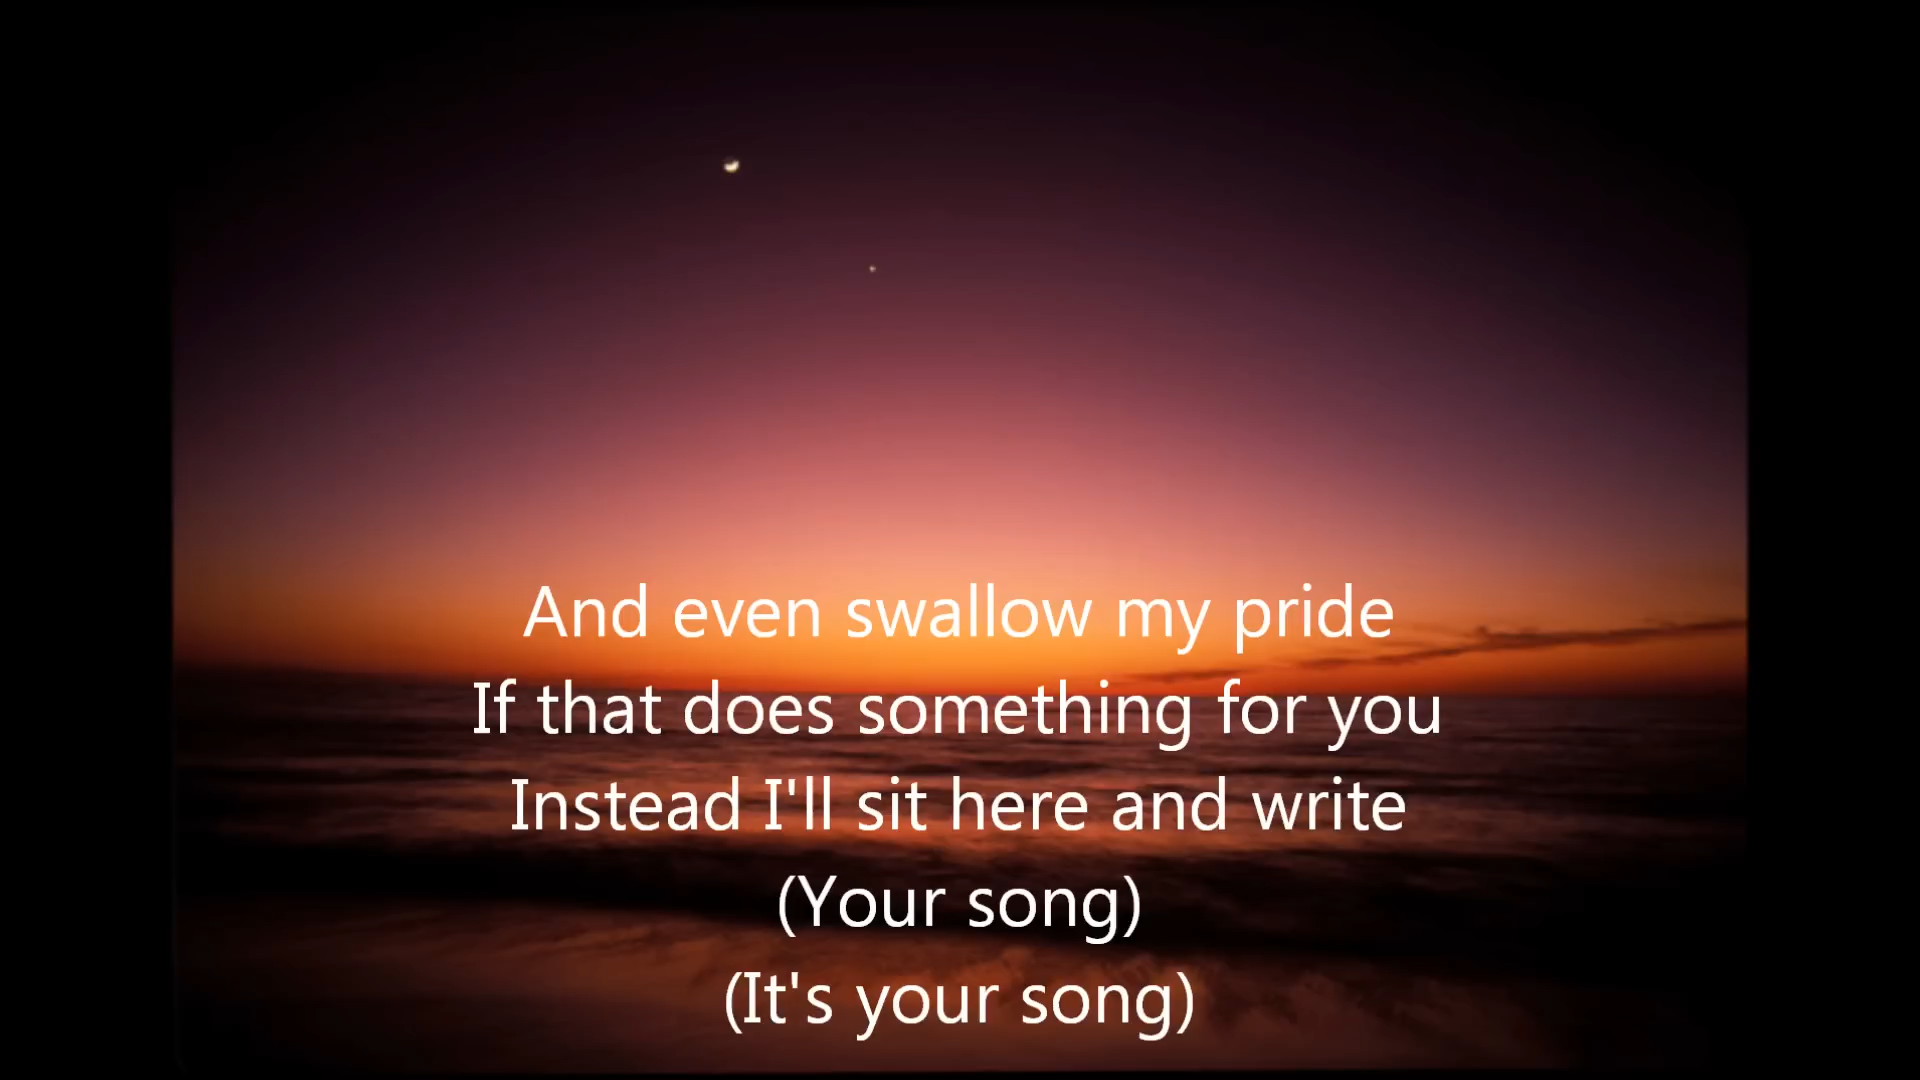 And even swallow my pride
If that does something for you
Instead I'll sit here and write
(Your song)
(It's your song)